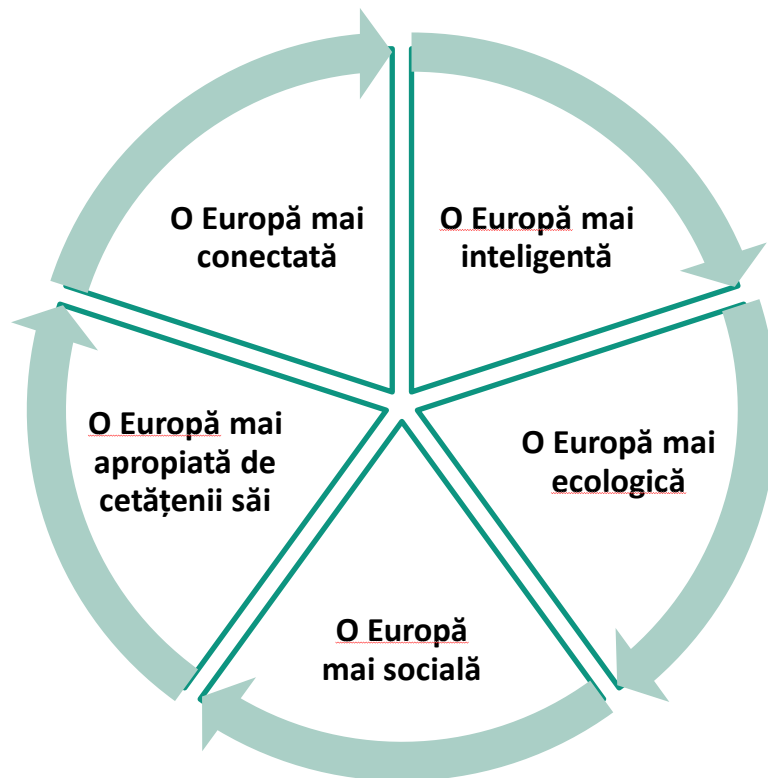 O Europă mai
conectată
O Europă mai
inteligentă
O Europă mai
ecologică
O Europă
mai socială
O Europă mai
apropiată de
cetățenii săi